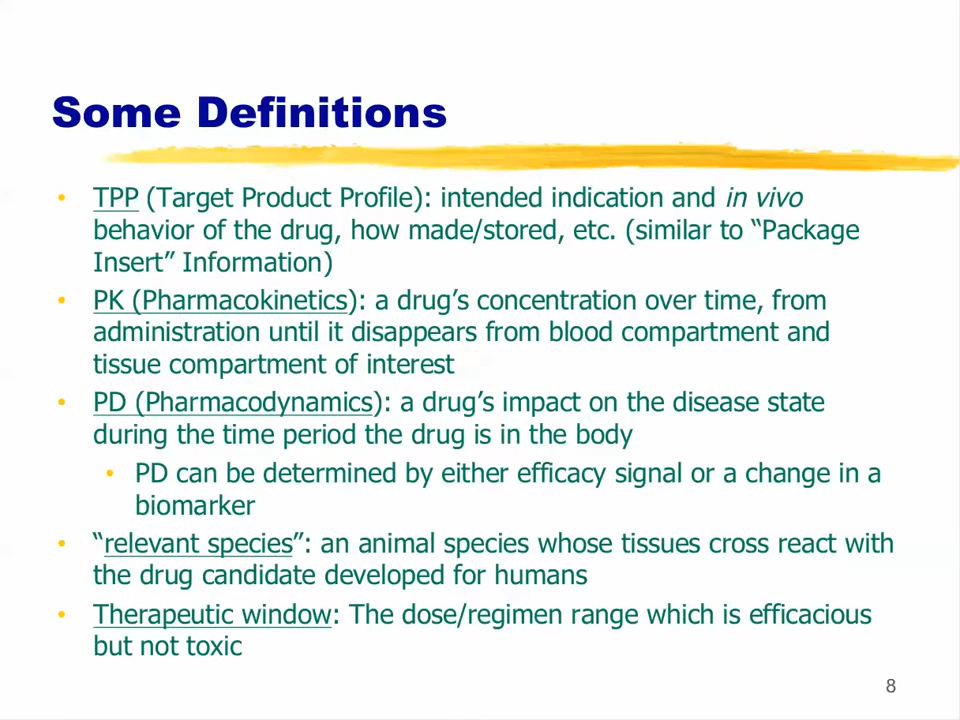 Some Definitions
• TPP (Target Product Profile): intended indication and in vivo
behavior of the drug, how made/stored, etc. (similar to “Package
Insert” Information)
• PK (Pharmacokinetics): a drug’s concentration over time, from
administration until it disappears from blood compartment and
tissue compartment of interest
• PD (Pharmacodynamics): a drug’s impact on the disease state
during the time period the drug is in the body
• PD can be determined by either efficacy signal or a change in a
biomarker
• “relevant species”: an animal species whose tissues cross react with
the drug candidate developed for humans
• Therapeutic window: The dose/regimen range which is efficacious
but not toxic
8